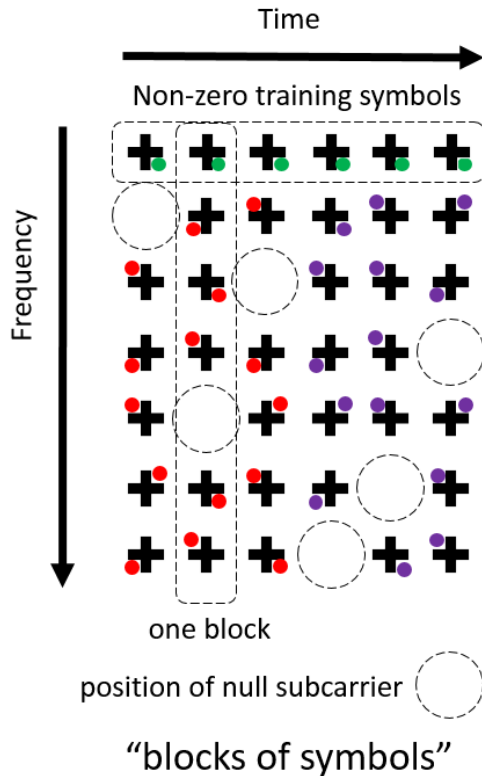 Time
Non-zero training symbols
Frequency
one block
position of null subcarrier
“blocks of symbols”